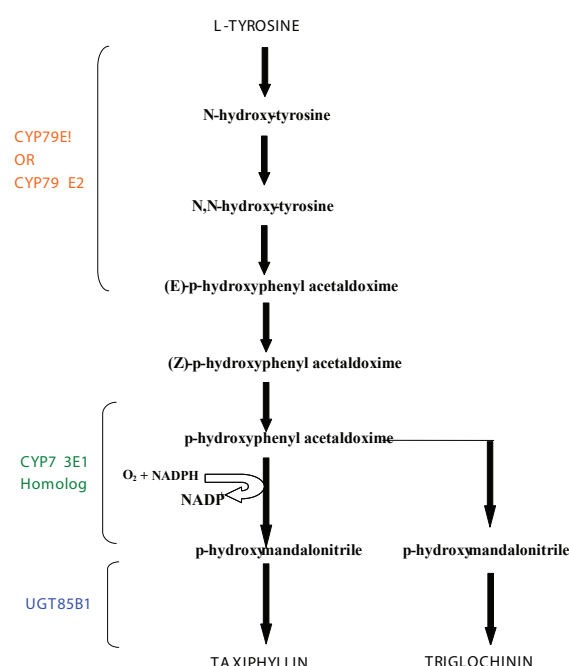 L-TYROSINE
N-hydroxy-tyrosine
CYP79E!
OR
CYP79 E2
N,N-hydroxy-tyrosine
(E)-p-hydroxyphenyl acetaldoxime
(Z)-p-hydroxyphenyl acetaldoxime
p-hydroxyphenyl acetaldoxime
CYP7 3E1
Homolog
O₂ + NADPH
NADP⁺
p-hydroxymandalonitrile
p-hydroxymandalonitrile
UGT85B1
TAXIPHYLLIN
TRIGLOCHININ